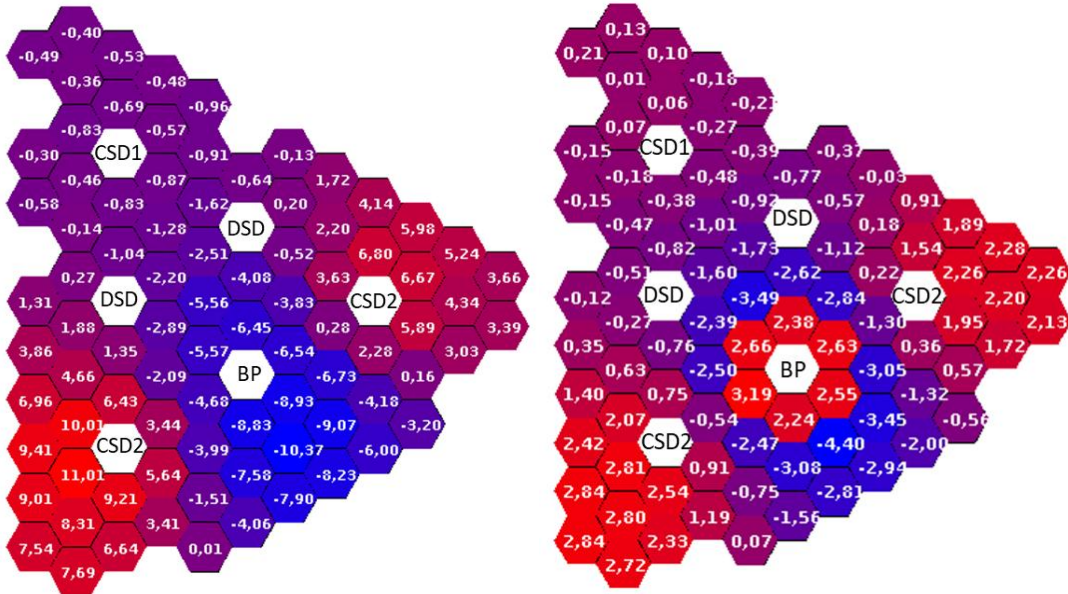 -0,40
-0,49 -0,53
-0,36 -0,48
-0,69 -0,96
-0,83 -0,57
-0,30 CSD1 -0,91 -0,13
-0,46 -0,87 -0,64 1,72
-0,58 -0,83 -1,62 0,20 4,14
-0,14 -1,28 DSD 2,20 5,98
-1,04 -2,51 -0,52 6,80 5,24
0,27 -2,20 -4,08 3,63 6,67 3,66
1,31 DSD -5,56 -3,83 CSD2 4,34
1,88 -2,89 -6,45 0,28 5,89 3,39
3,86 1,35 -5,57 -6,54 2,28 3,03
4,66 -2,09 BP -6,73 0,16
6,96 6,43 -4,68 -8,93 -4,18
10,01 3,44 -8,83 -9,07 -3,20
9,41 CSD2 -3,99 -10,37 -6,00
11,01 5,64 -7,58 -8,23
9,01 9,21 -1,51 -7,90
8,31 3,41 -4,06
7,54 6,64 0,01
7,69
0,13
0,21 0,10
0,01 -0,18
0,06 -0,21
0,07 -0,27
-0,15 CSD1 -0,39 -0,37
-0,18 -0,48 -0,77 -0,03
-0,15 -0,38 -0,92 -0,57 0,91
-0,47 -1,01 DSD 0,18 1,89
-0,82 -1,73 -1,12 1,54 2,28
-0,51 -1,60 -2,62 0,22 2,26 2,26
-0,12 DSD -3,49 -2,84 CSD2 2,20
-0,27 -2,39 2,38 -1,30 1,95 2,13
0,35 -0,76 2,66 2,63 0,36 1,72
0,63 -2,50 BP -3,05 0,57
1,40 0,75 3,19 2,55 -1,32
2,07 -0,54 2,24 -3,45 -0,56
2,42 CSD2 -2,47 -4,40 -2,00
2,81 0,91 -3,08 -2,94
2,84 2,54 -0,75 -2,81
2,80 1,19 -1,56
2,84 2,33 0,07
2,72